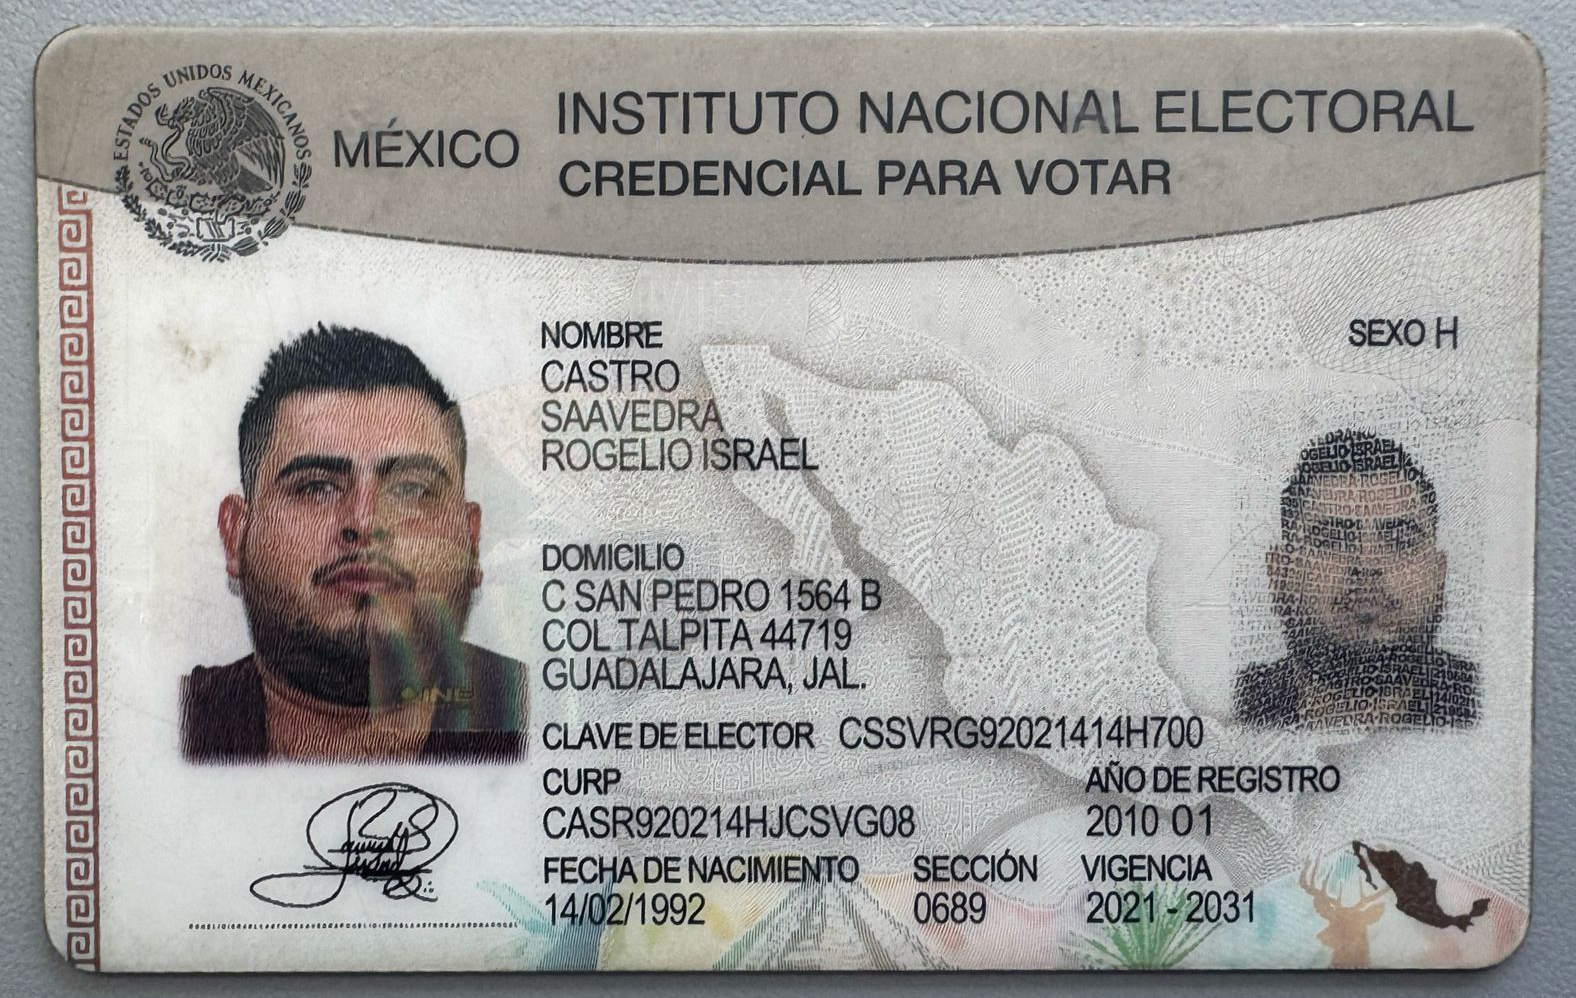 ESTADOS UNIDOS MEXICANOS
MÉXICO
INSTITUTO NACIONAL ELECTORAL
CREDENCIAL PARA VOTAR
NOMBRE
CASTRO
SAAVEDRA
ROGELIO ISRAEL
SEXO H
DOMICILIO
C SAN PEDRO 1564 B
COL TALPITA 44719
GUADALAJARA, JAL.
CLAVE DE ELECTOR CSSVRG92021414H700
CURP
CASR920214HJCSVG08
AÑO DE REGISTRO
2010 01
FECHA DE NACIMIENTO
14/02/1992
SECCIÓN
0689
VIGENCIA
2021 - 2031
INE